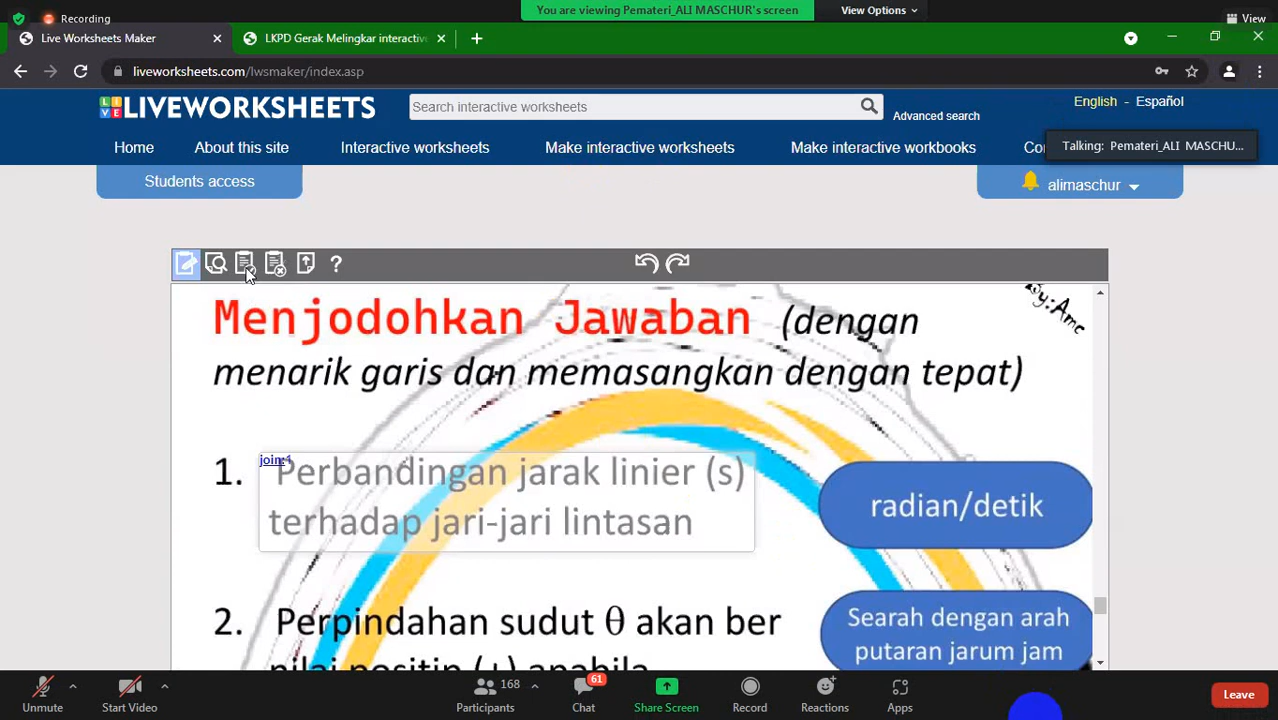 Recording
You are viewing Pemateri_ALI MASCHUR's screen
View Options
View
Live Worksheets Maker
LKPD Gerak Melingkar interactiv
liveworksheets.com/lwsmaker/index.asp
LIVEWORKSHEETS
Search interactive worksheets
Advanced search
English - Español
Home
About this site
Interactive worksheets
Make interactive worksheets
Make interactive workbooks
Talking: Pemateri_ALI MASCHU...
Students access
alimaschur
?
Menjodohkan Jawaban (dengan
menarik garis dan memasangkan dengan tepat)
By:Amc
join:1
1. Perbandingan jarak linier (s)
terhadap jari-jari lintasan
radian/detik
2. Perpindahan sudut θ akan ber
Searah dengan arah
putaran jarum jam
Unmute
Start Video
168
Participants
61
Chat
Share Screen
Record
Reactions
Apps
Leave